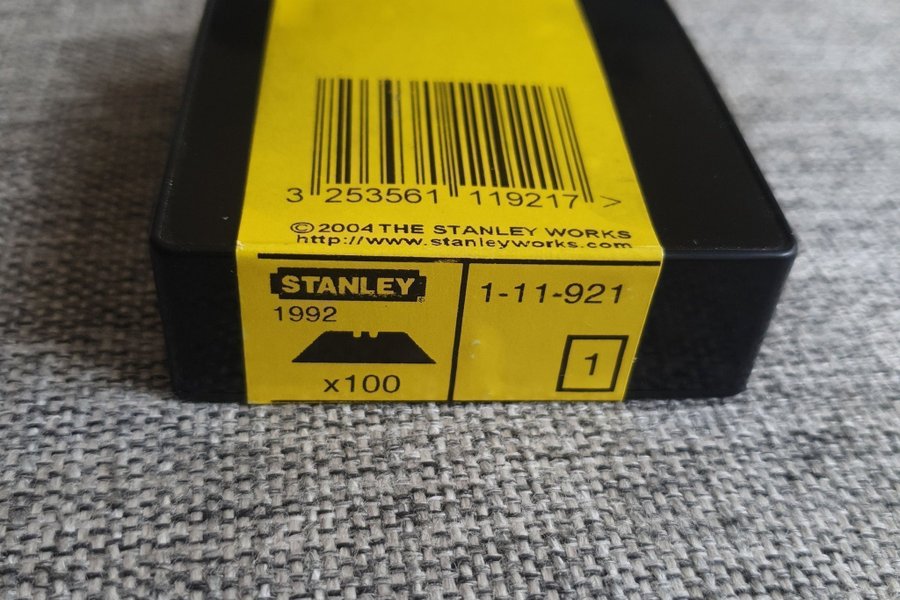 3 253561 119217 >
© 2004 THE STANLEY WORKS
http://www.stanleyworks.com
STANLEY®
1992
x100
1-11-921
1